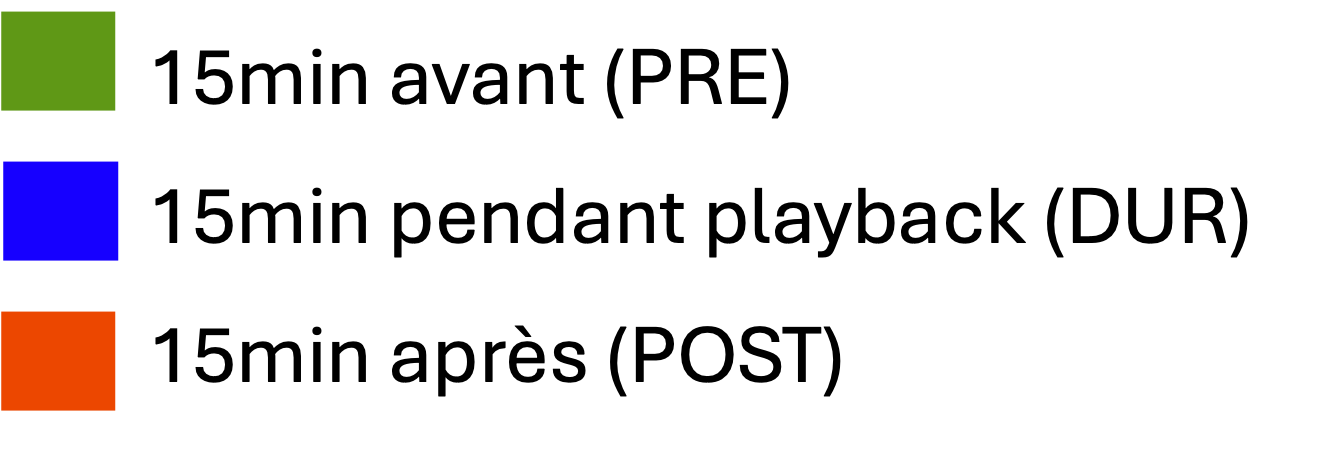 15min avant (PRE)
15min pendant playback (DUR)
15min après (POST)